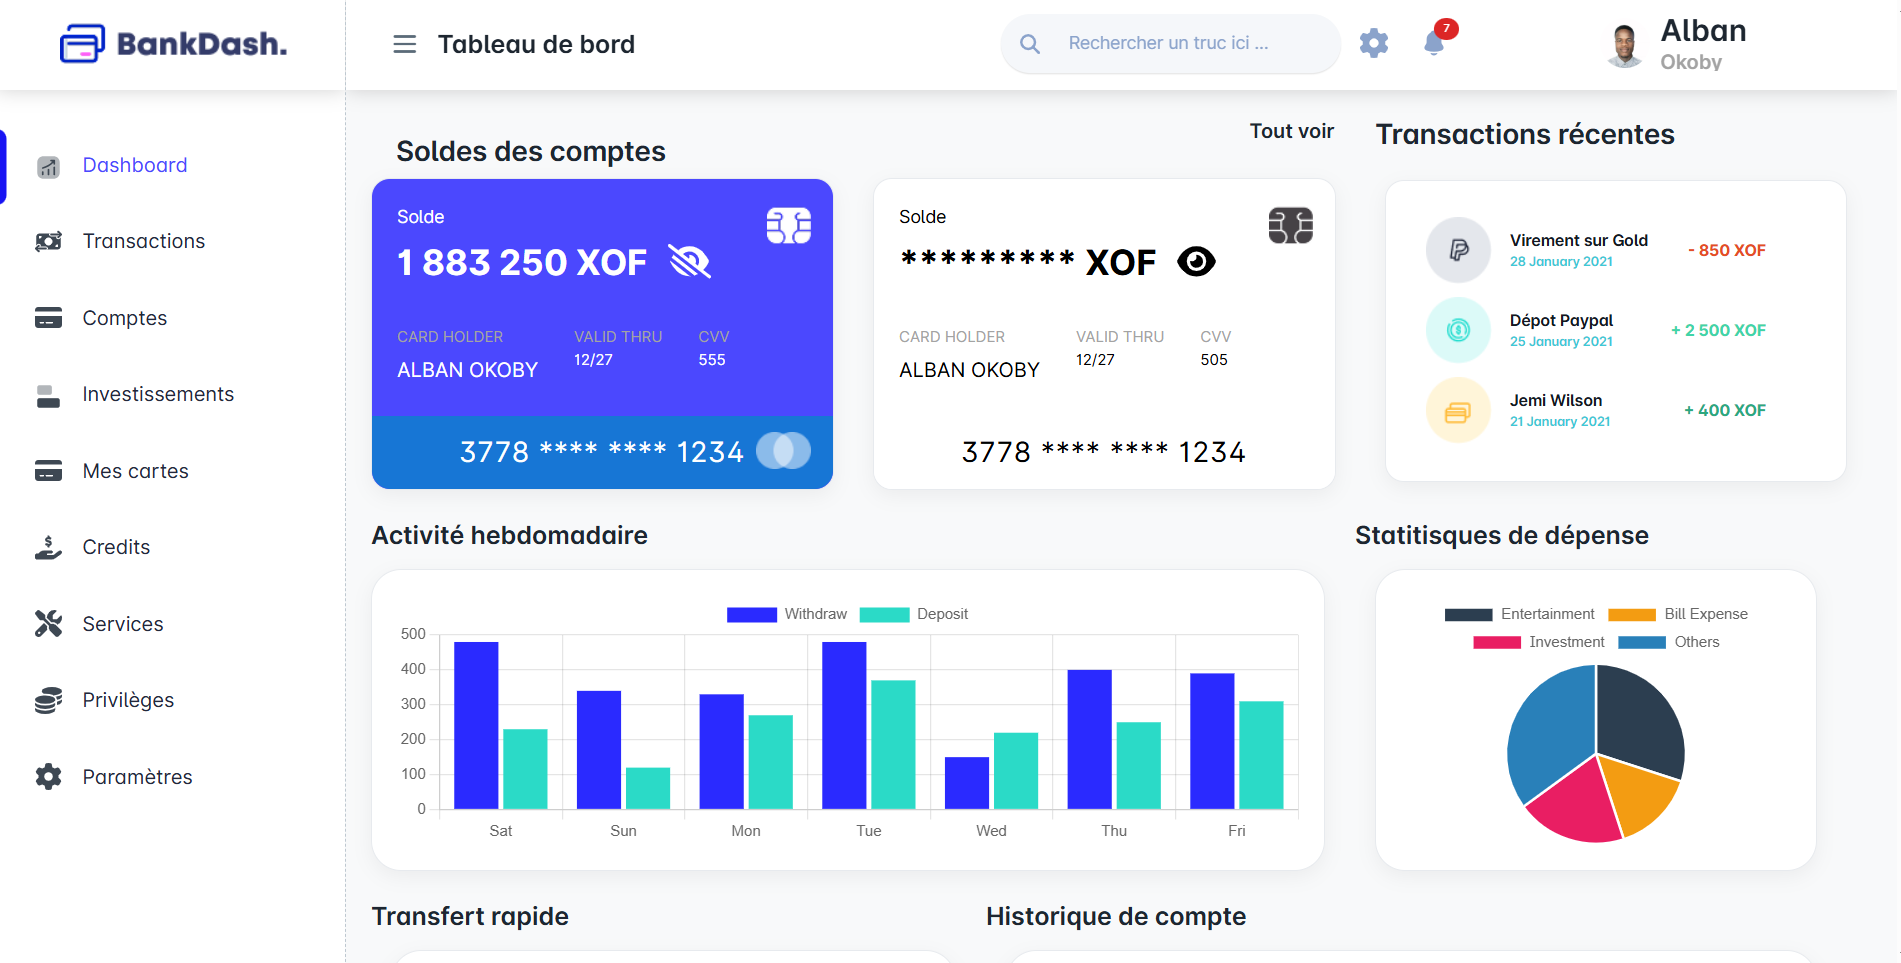 BankDash.
Tableau de bord
Rechercher un truc ici ...
7
Alban
Okoby
Dashboard
Transactions
Comptes
Investissements
Mes cartes
Credits
Services
Privilèges
Paramètres
Soldes des comptes
Tout voir
Solde
1 883 250 XOF
CARD HOLDER
VALID THRU
CVV
ALBAN OKOBY
12/27
555
3778 **** **** 1234
Solde
********* XOF
CARD HOLDER
VALID THRU
CVV
ALBAN OKOBY
12/27
505
3778 **** **** 1234
Transactions récentes
Virement sur Gold
28 January 2021
- 850 XOF
Dépot Paypal
25 January 2021
+ 2 500 XOF
Jemi Wilson
21 January 2021
+ 400 XOF
Activité hebdomadaire
Withdraw
Deposit
500
400
300
200
100
0
Sat
Sun
Mon
Tue
Wed
Thu
Fri
Statitisques de dépense
Entertainment
Bill Expense
Investment
Others
Transfert rapide
Historique de compte